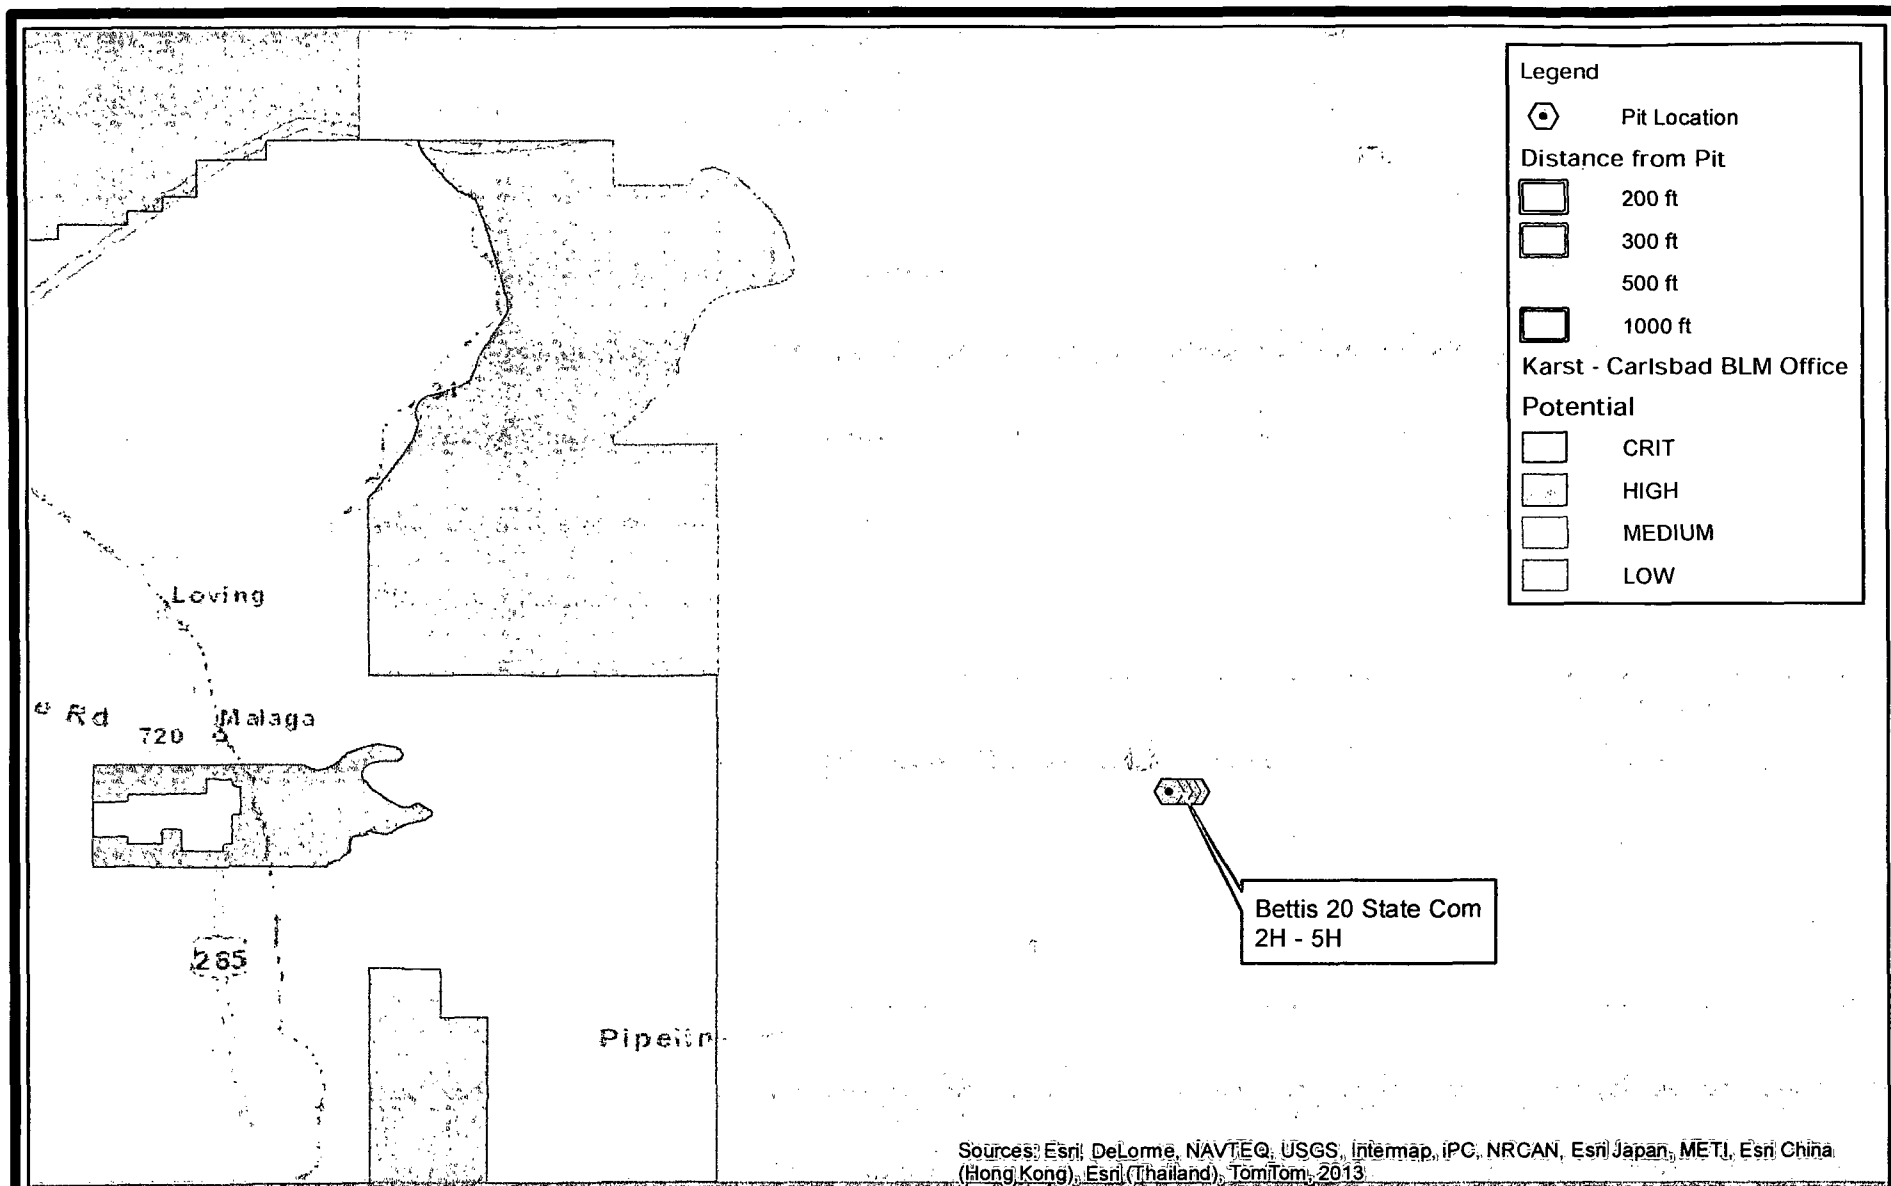 Legend
Pit Location
Distance from Pit
200 ft
300 ft
500 ft
1000 ft
Karst - Carlsbad BLM Office
Potential
CRIT
HIGH
MEDIUM
LOW
Loving
e Rd
720
Malaga
285
Bettis 20 State Com
2H - 5H
Pipelin
Sources: Esri, DeLorme, NAVTEQ, USGS, Intermap, iPC, NRCAN, Esri Japan, METI, Esri China
(Hong Kong), Esri (Thailand), TomTom, 2013